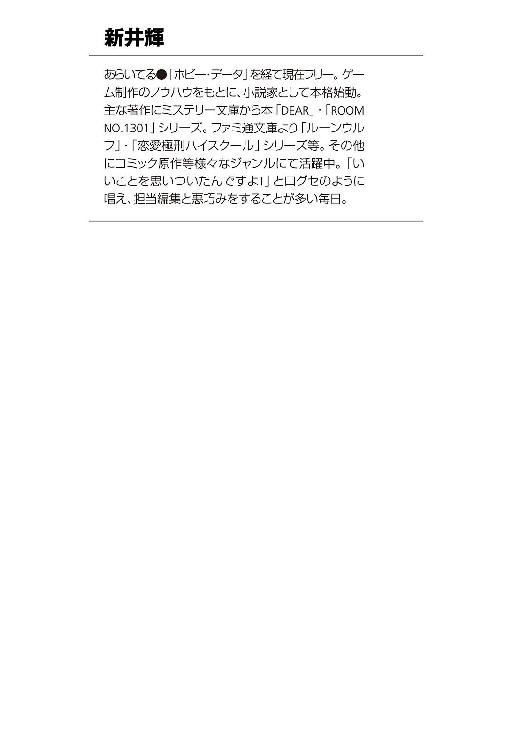 新井輝
あらいてる●「ホビー・データ」を経て現在フリー。ゲー
ム制作のノウハウをもとに、小説家として本格始動。
主な著作にミステリー文庫から本「DEAR」・「ROOM
NO.1301」シリーズ。ファミ通文庫より「ルーンウル
フ」・「恋愛極刑ハイスクール」シリーズ等。その他
にコミック原作等様々なジャンルにて活躍中。「い
いことを思いついたんですよ!」と口グセのように
唱え、担当編集と悪巧みをすることが多い毎日。